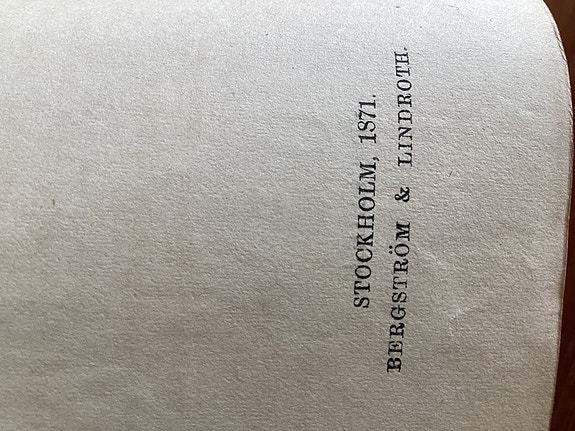 STOCKHOLM, 1871.
BERGSTRÖM & LINDROTH.